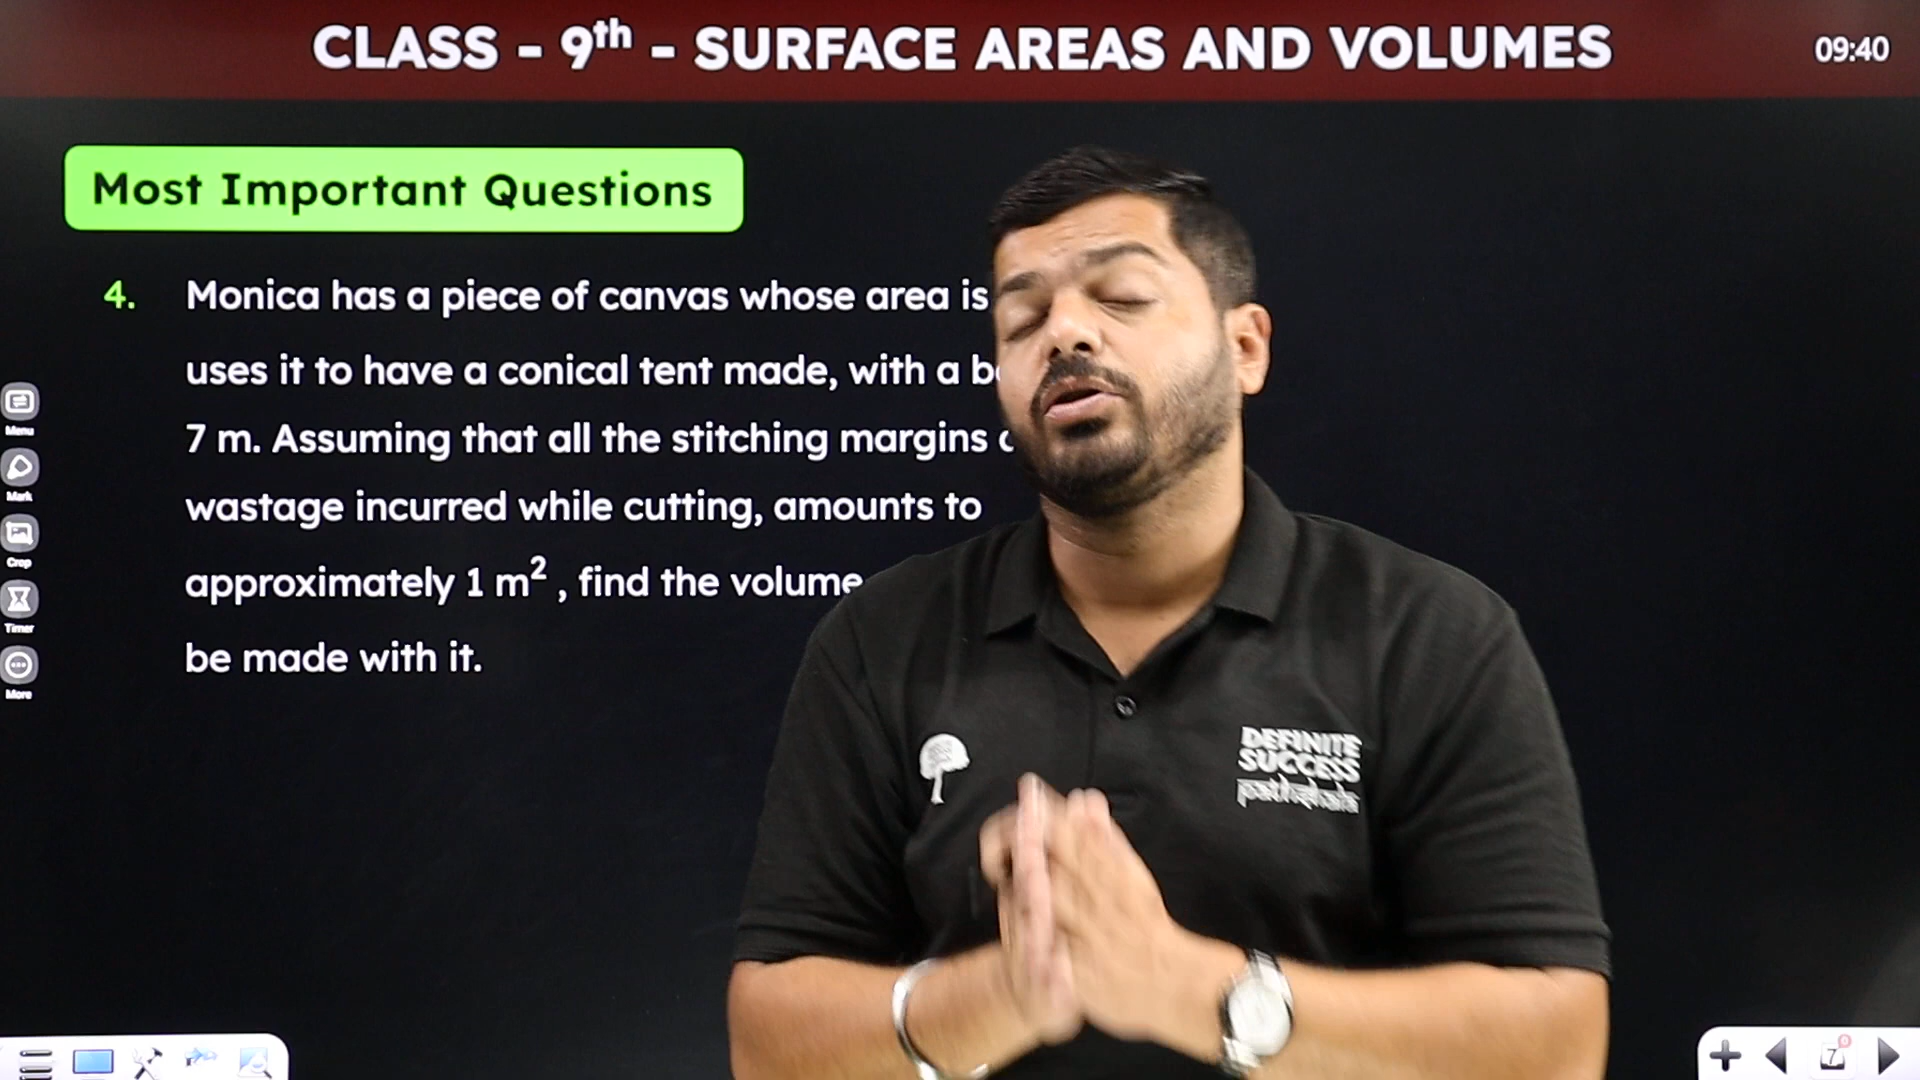 CLASS - 9th - SURFACE AREAS AND VOLUMES
09:40
Most Important Questions
4. Monica has a piece of canvas whose area is
uses it to have a conical tent made, with a
7 m. Assuming that all the stitching margins
wastage incurred while cutting, amounts to
approximately 1 m² , find the volume
be made with it.
Menu
Mark
Crop
Timer
More
DEFINITE
SUCCESS
pathshala
7